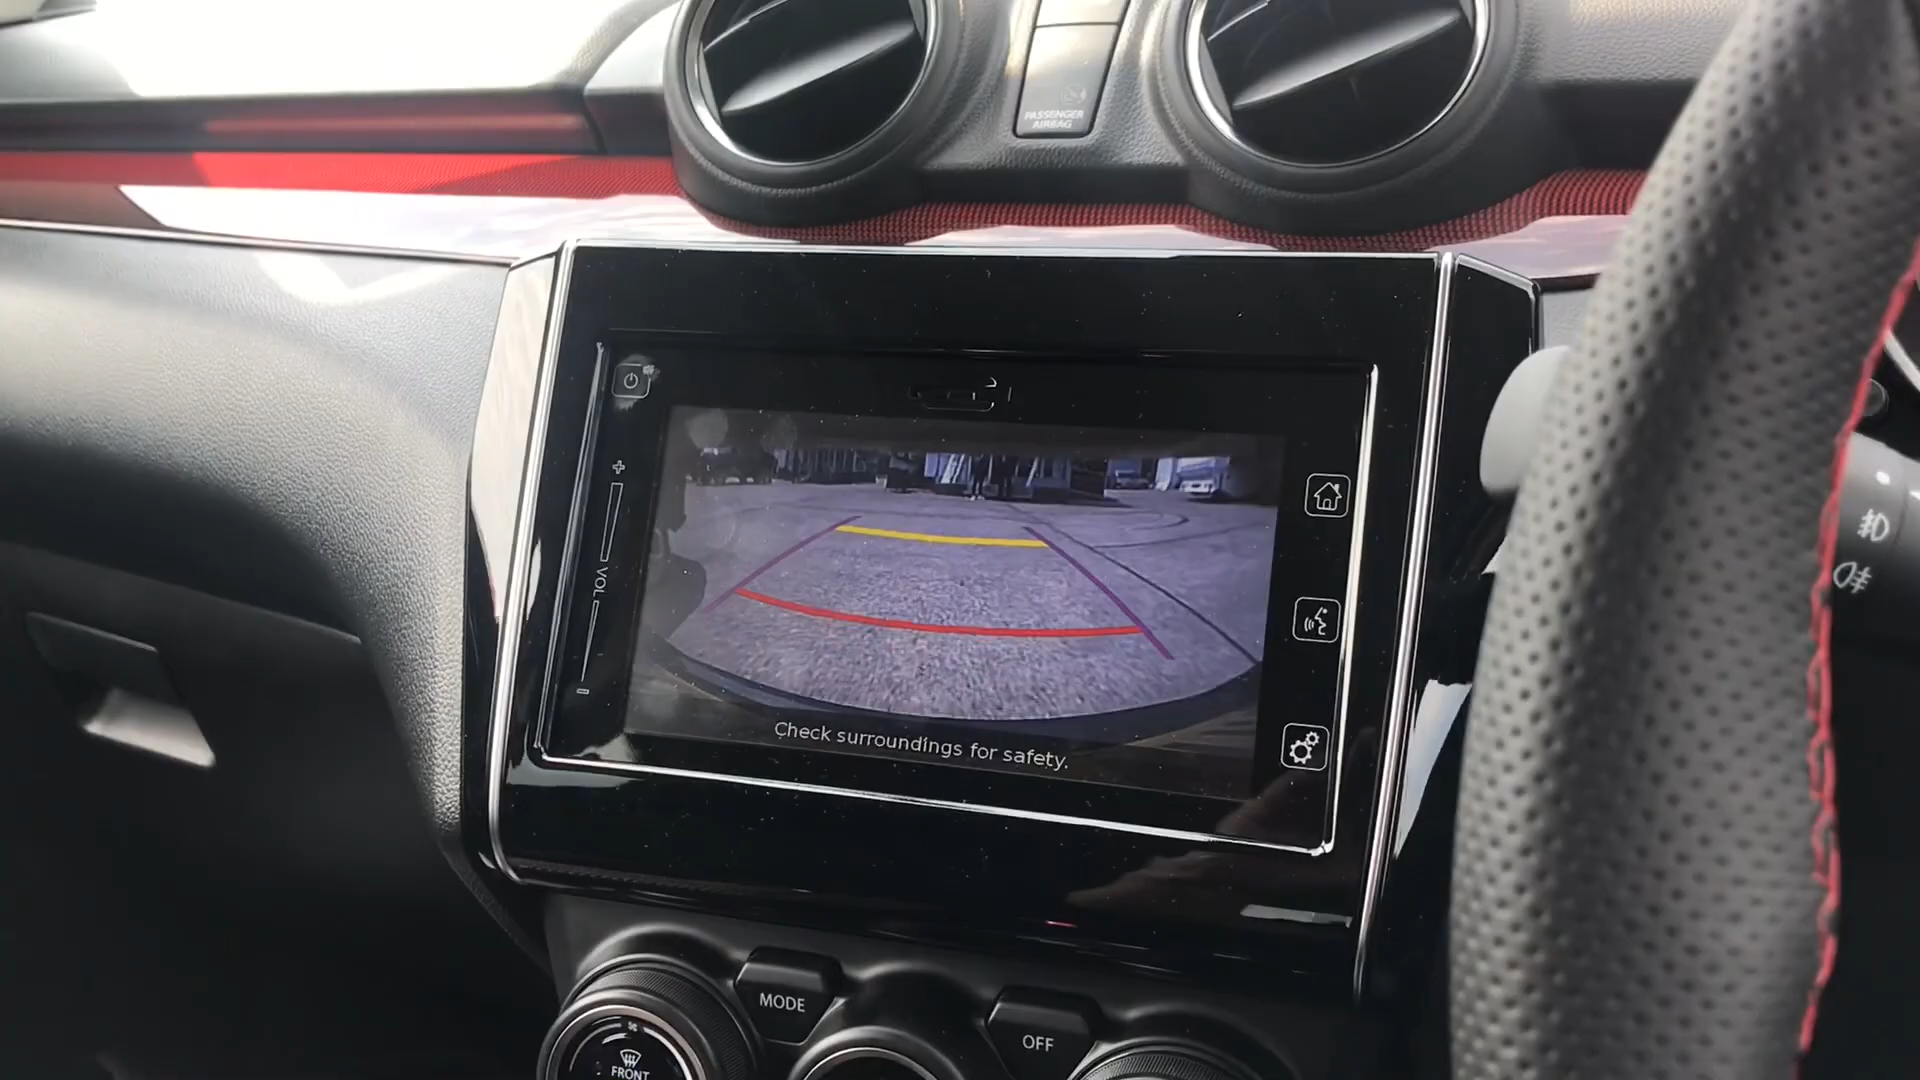 PASSENGER
AIRBAG
VOL
Check surroundings for safety.
MODE
OFF
FRONT